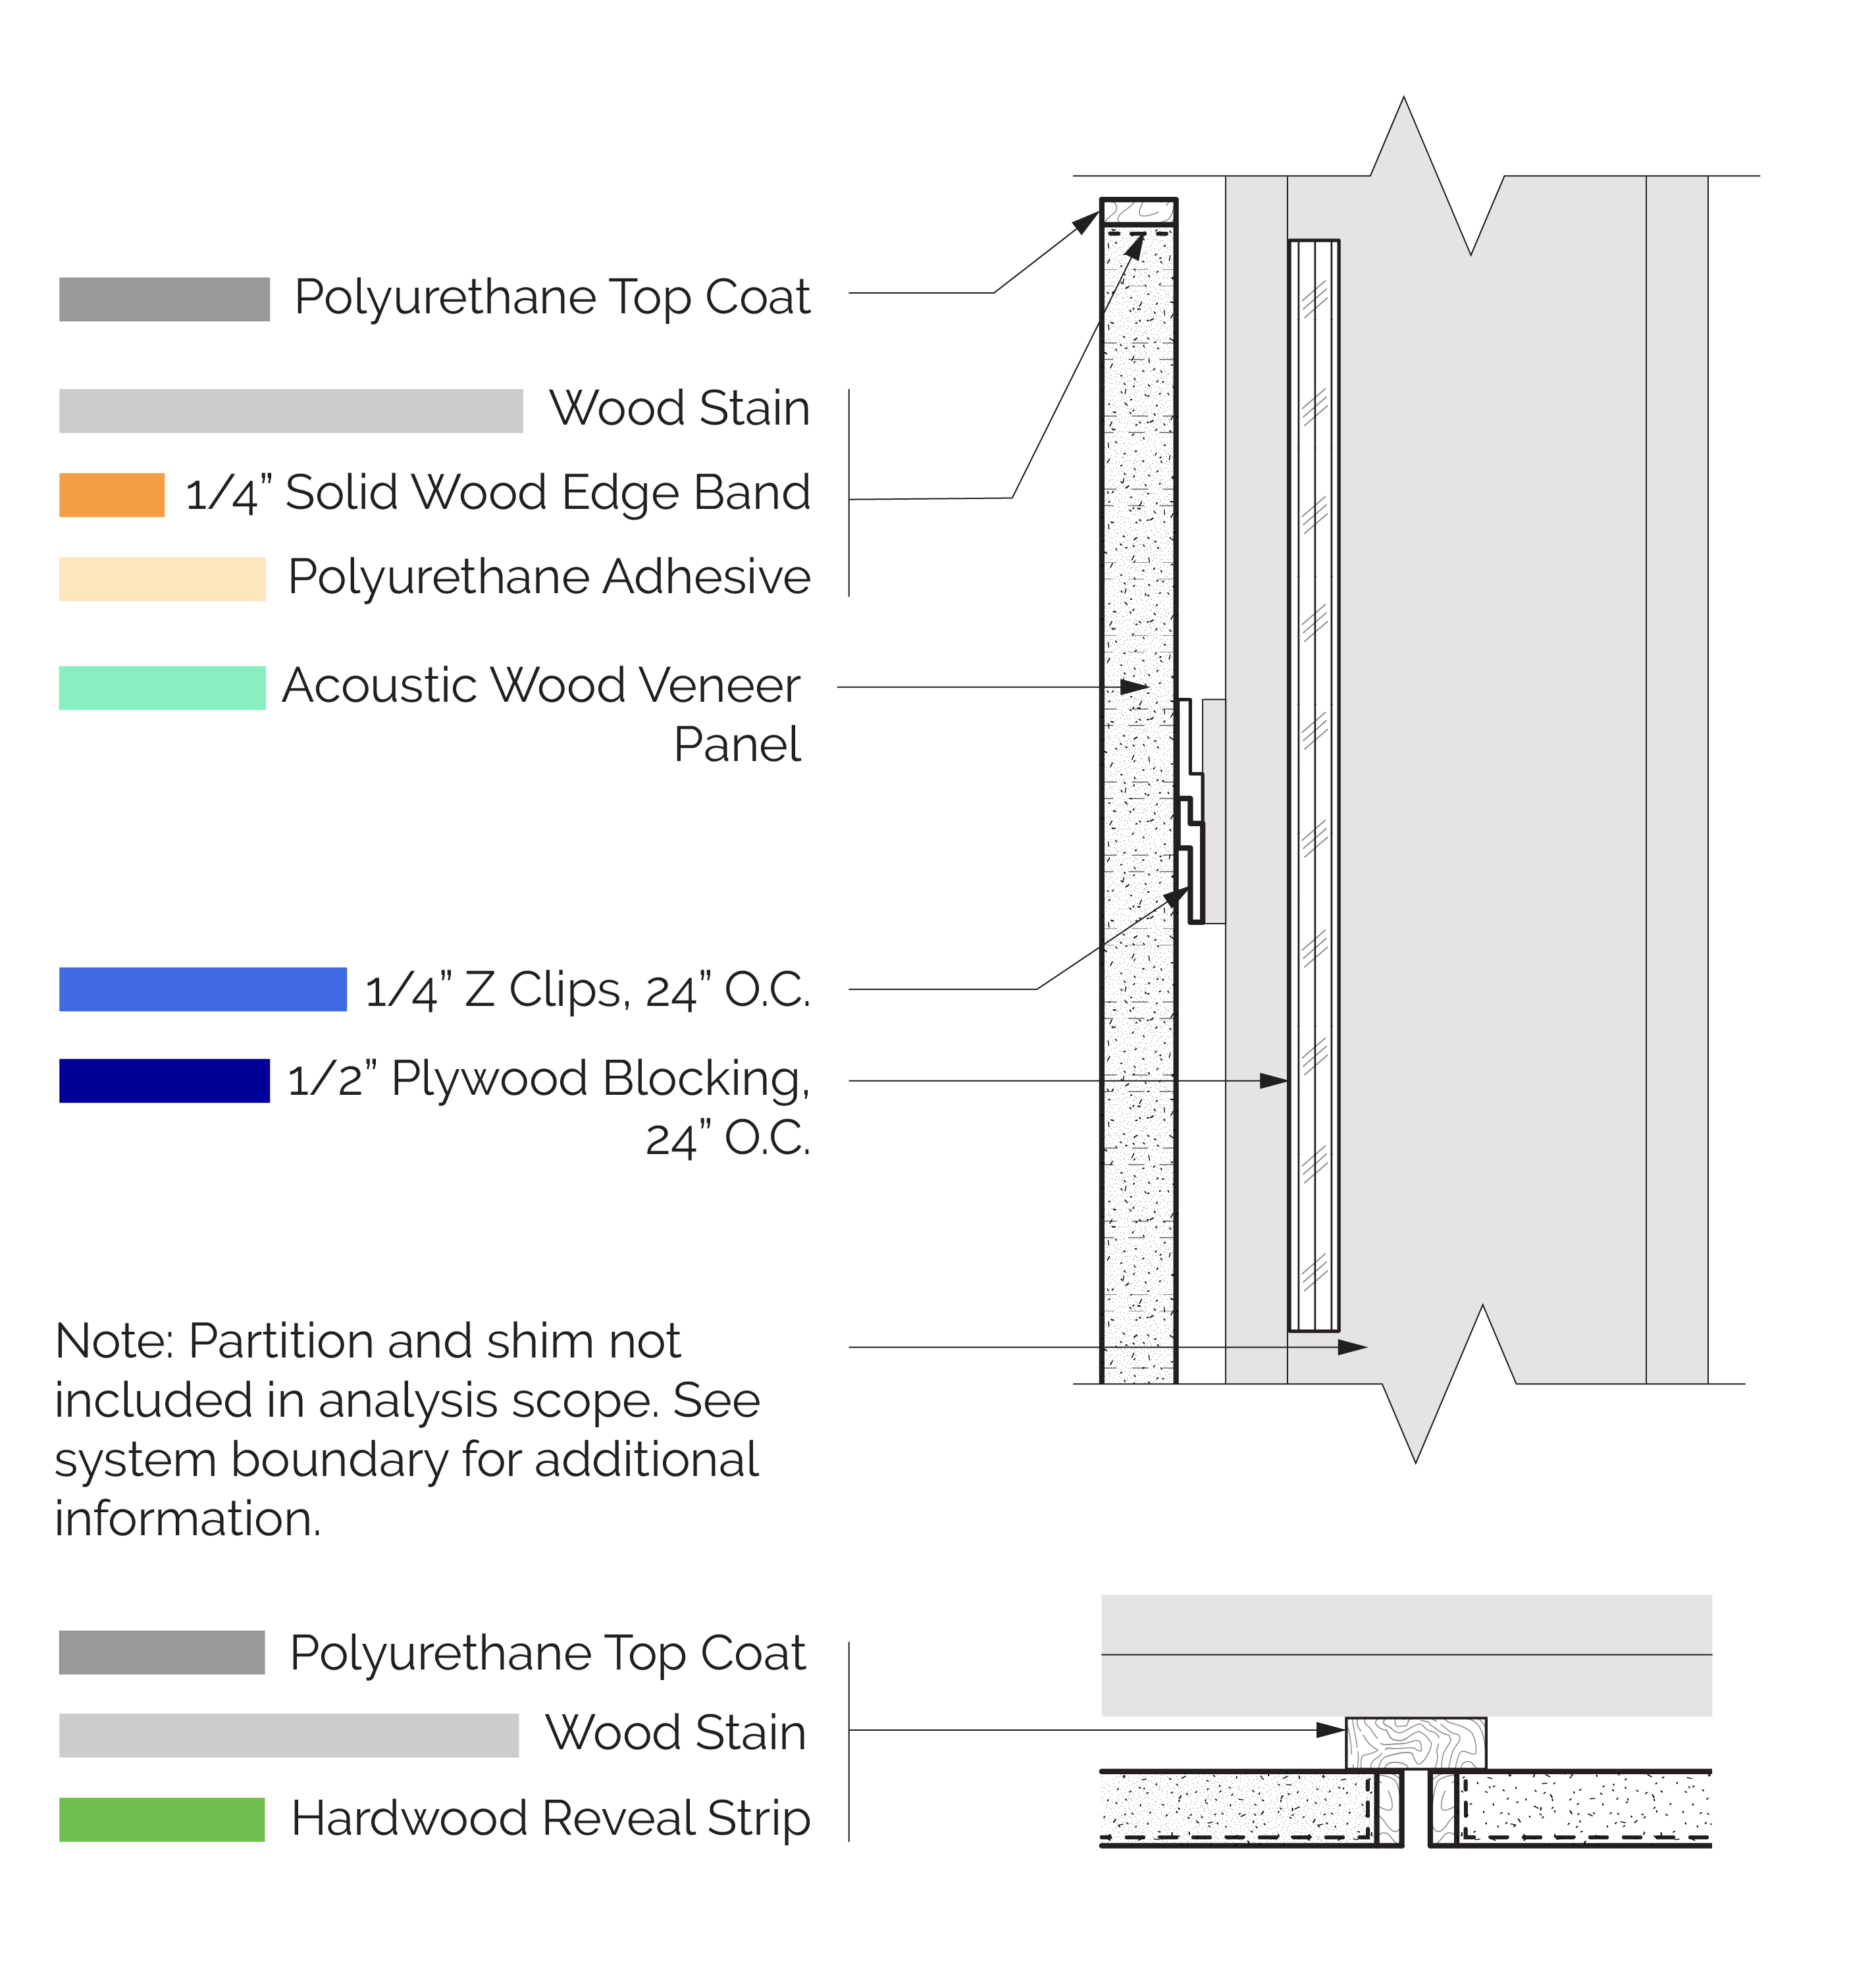 Polyurethane Top Coat
Wood Stain
1/4” Solid Wood Edge Band
Polyurethane Adhesive
Acoustic Wood Veneer
Panel
1/4” Z Clips, 24” O.C.
1/2” Plywood Blocking,
24” O.C.
Note: Partition and shim not
included in analysis scope. See
system boundary for additional
information.
Polyurethane Top Coat
Wood Stain
Hardwood Reveal Strip